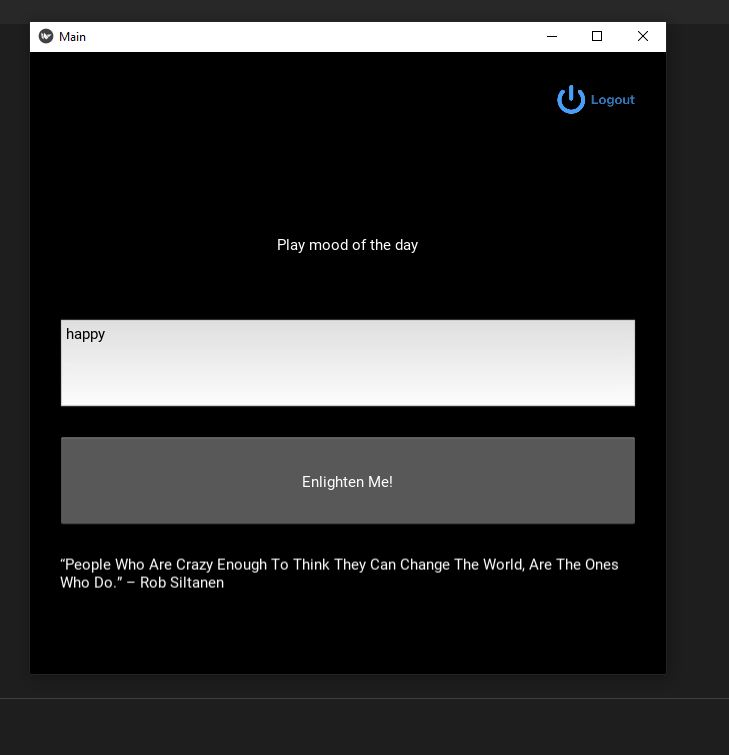 Main
Logout
Play mood of the day
happy
Enlighten Me!
“People Who Are Crazy Enough To Think They Can Change The World, Are The Ones
Who Do.” – Rob Siltanen